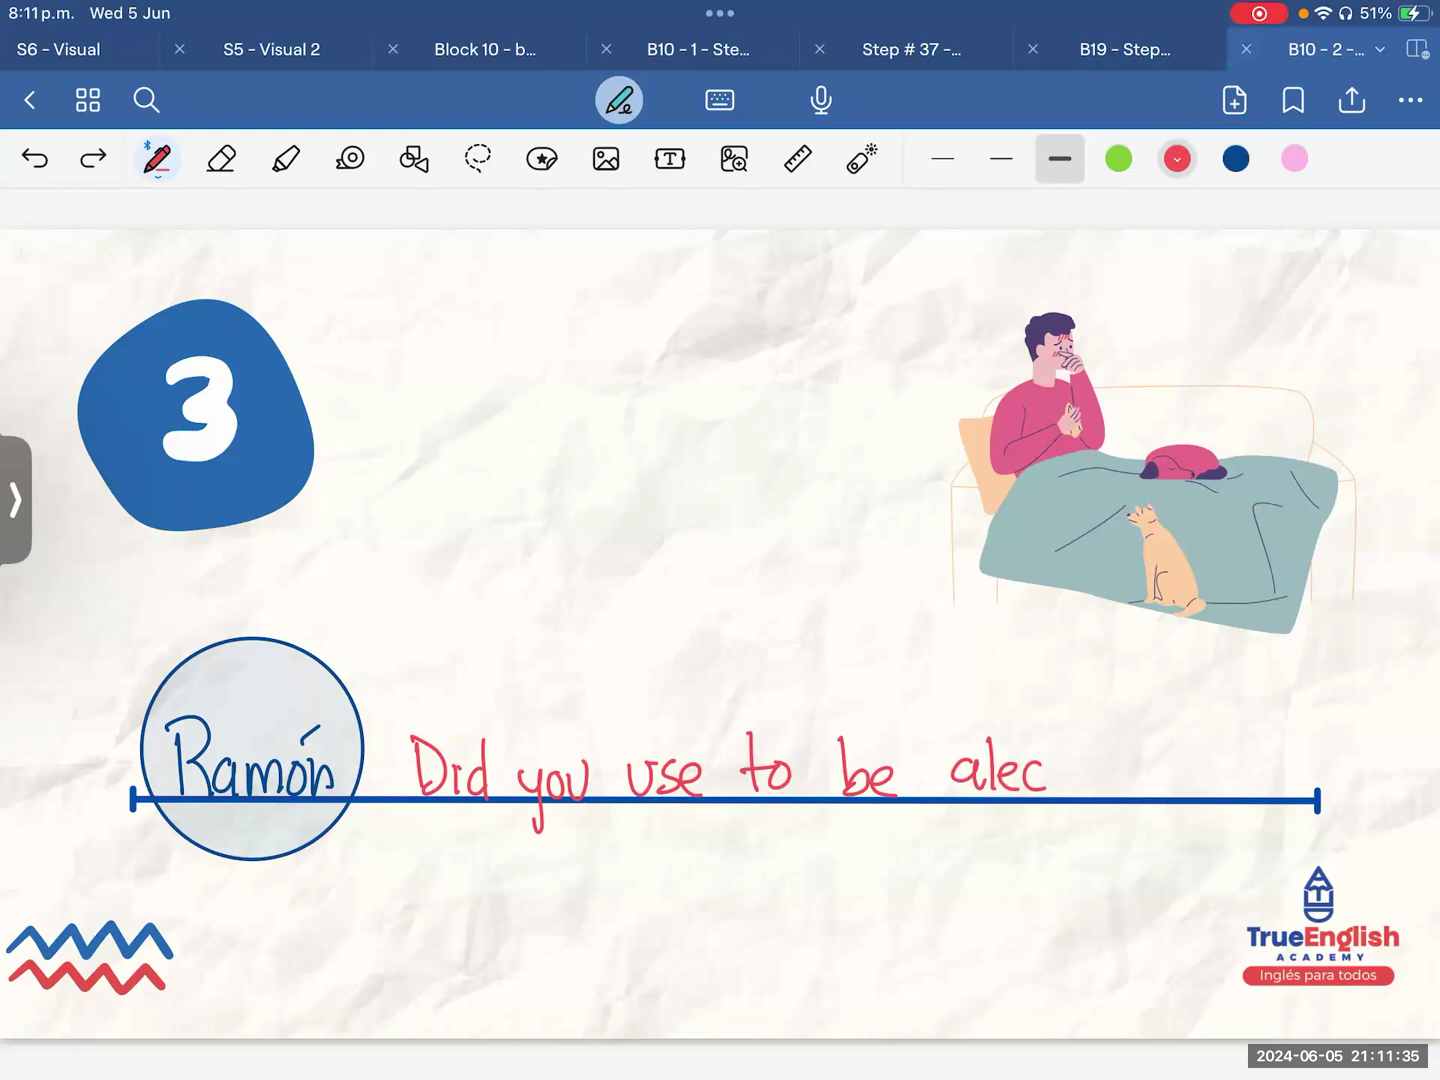 8:11 p.m. Wed 5 Jun
51%
S6 - Visual
S5 - Visual 2
Block 10 - b...
B10 - 1 - Ste...
Step # 37 -...
B19 - Step...
B10 - 2 -...
3
Ramón Did you use to be alec
TrueEnglish
ACADEMY
Inglés para todos
2024-06-05 21:11:35